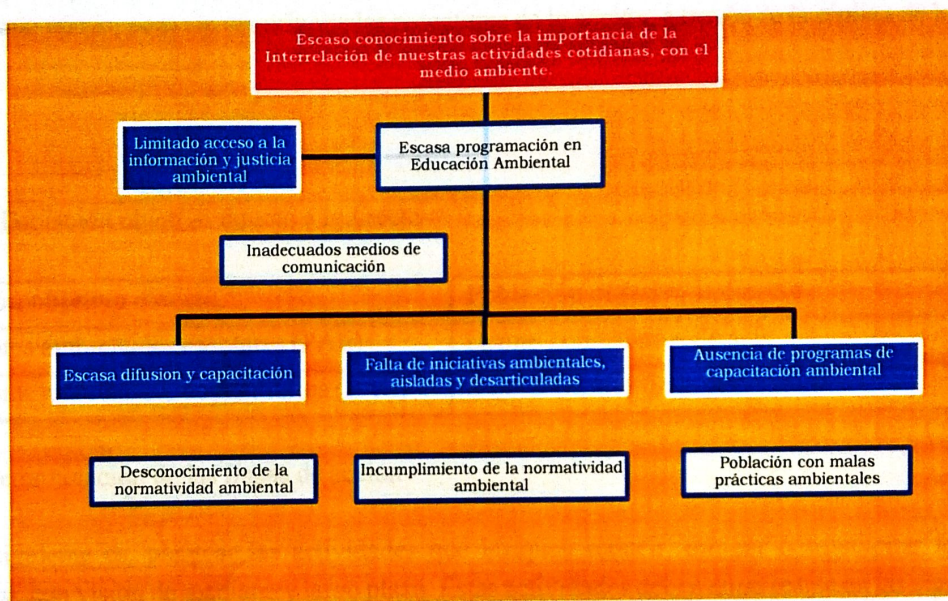 Escaso conocimiento sobre la importancia de la
Interrelación de nuestras actividades cotidianas, con el
medio ambiente.
Limitado acceso a la
información y justicia
ambiental
Escasa programación en
Educación Ambiental
Inadecuados medios de
comunicación
Escasa difusion y capacitación
Falta de iniciativas ambientales,
aisladas y desarticuladas
Ausencia de programas de
capacitación ambiental
Desconocimiento de la
normatividad ambiental
Incumplimiento de la normatividad
ambiental
Población con malas
prácticas ambientales